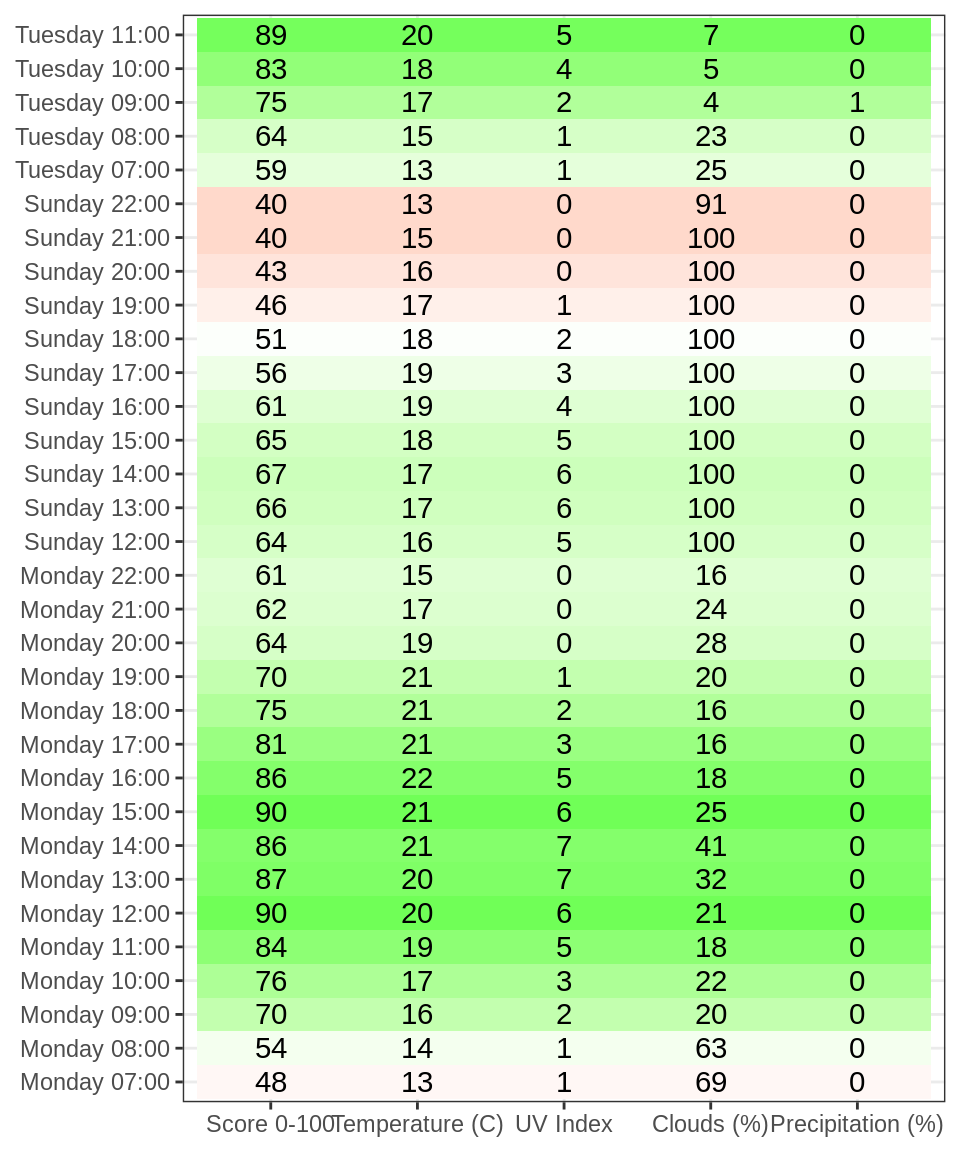 Tuesday 11:00 89 20 5 7 0
Tuesday 10:00 83 18 4 5 0
Tuesday 09:00 75 17 2 4 1
Tuesday 08:00 64 15 1 23 0
Tuesday 07:00 59 13 1 25 0
Sunday 22:00 40 13 0 91 0
Sunday 21:00 40 15 0 100 0
Sunday 20:00 43 16 0 100 0
Sunday 19:00 46 17 1 100 0
Sunday 18:00 51 18 2 100 0
Sunday 17:00 56 19 3 100 0
Sunday 16:00 61 19 4 100 0
Sunday 15:00 65 18 5 100 0
Sunday 14:00 67 17 6 100 0
Sunday 13:00 66 17 6 100 0
Sunday 12:00 64 16 5 100 0
Monday 22:00 61 15 0 16 0
Monday 21:00 62 17 0 24 0
Monday 20:00 64 19 0 28 0
Monday 19:00 70 21 1 20 0
Monday 18:00 75 21 2 16 0
Monday 17:00 81 21 3 16 0
Monday 16:00 86 22 5 18 0
Monday 15:00 90 21 6 25 0
Monday 14:00 86 21 7 41 0
Monday 13:00 87 20 7 32 0
Monday 12:00 90 20 6 21 0
Monday 11:00 84 19 5 18 0
Monday 10:00 76 17 3 22 0
Monday 09:00 70 16 2 20 0
Monday 08:00 54 14 1 63 0
Monday 07:00 48 13 1 69 0
Score 0-100 Temperature (C) UV Index Clouds (%) Precipitation (%)